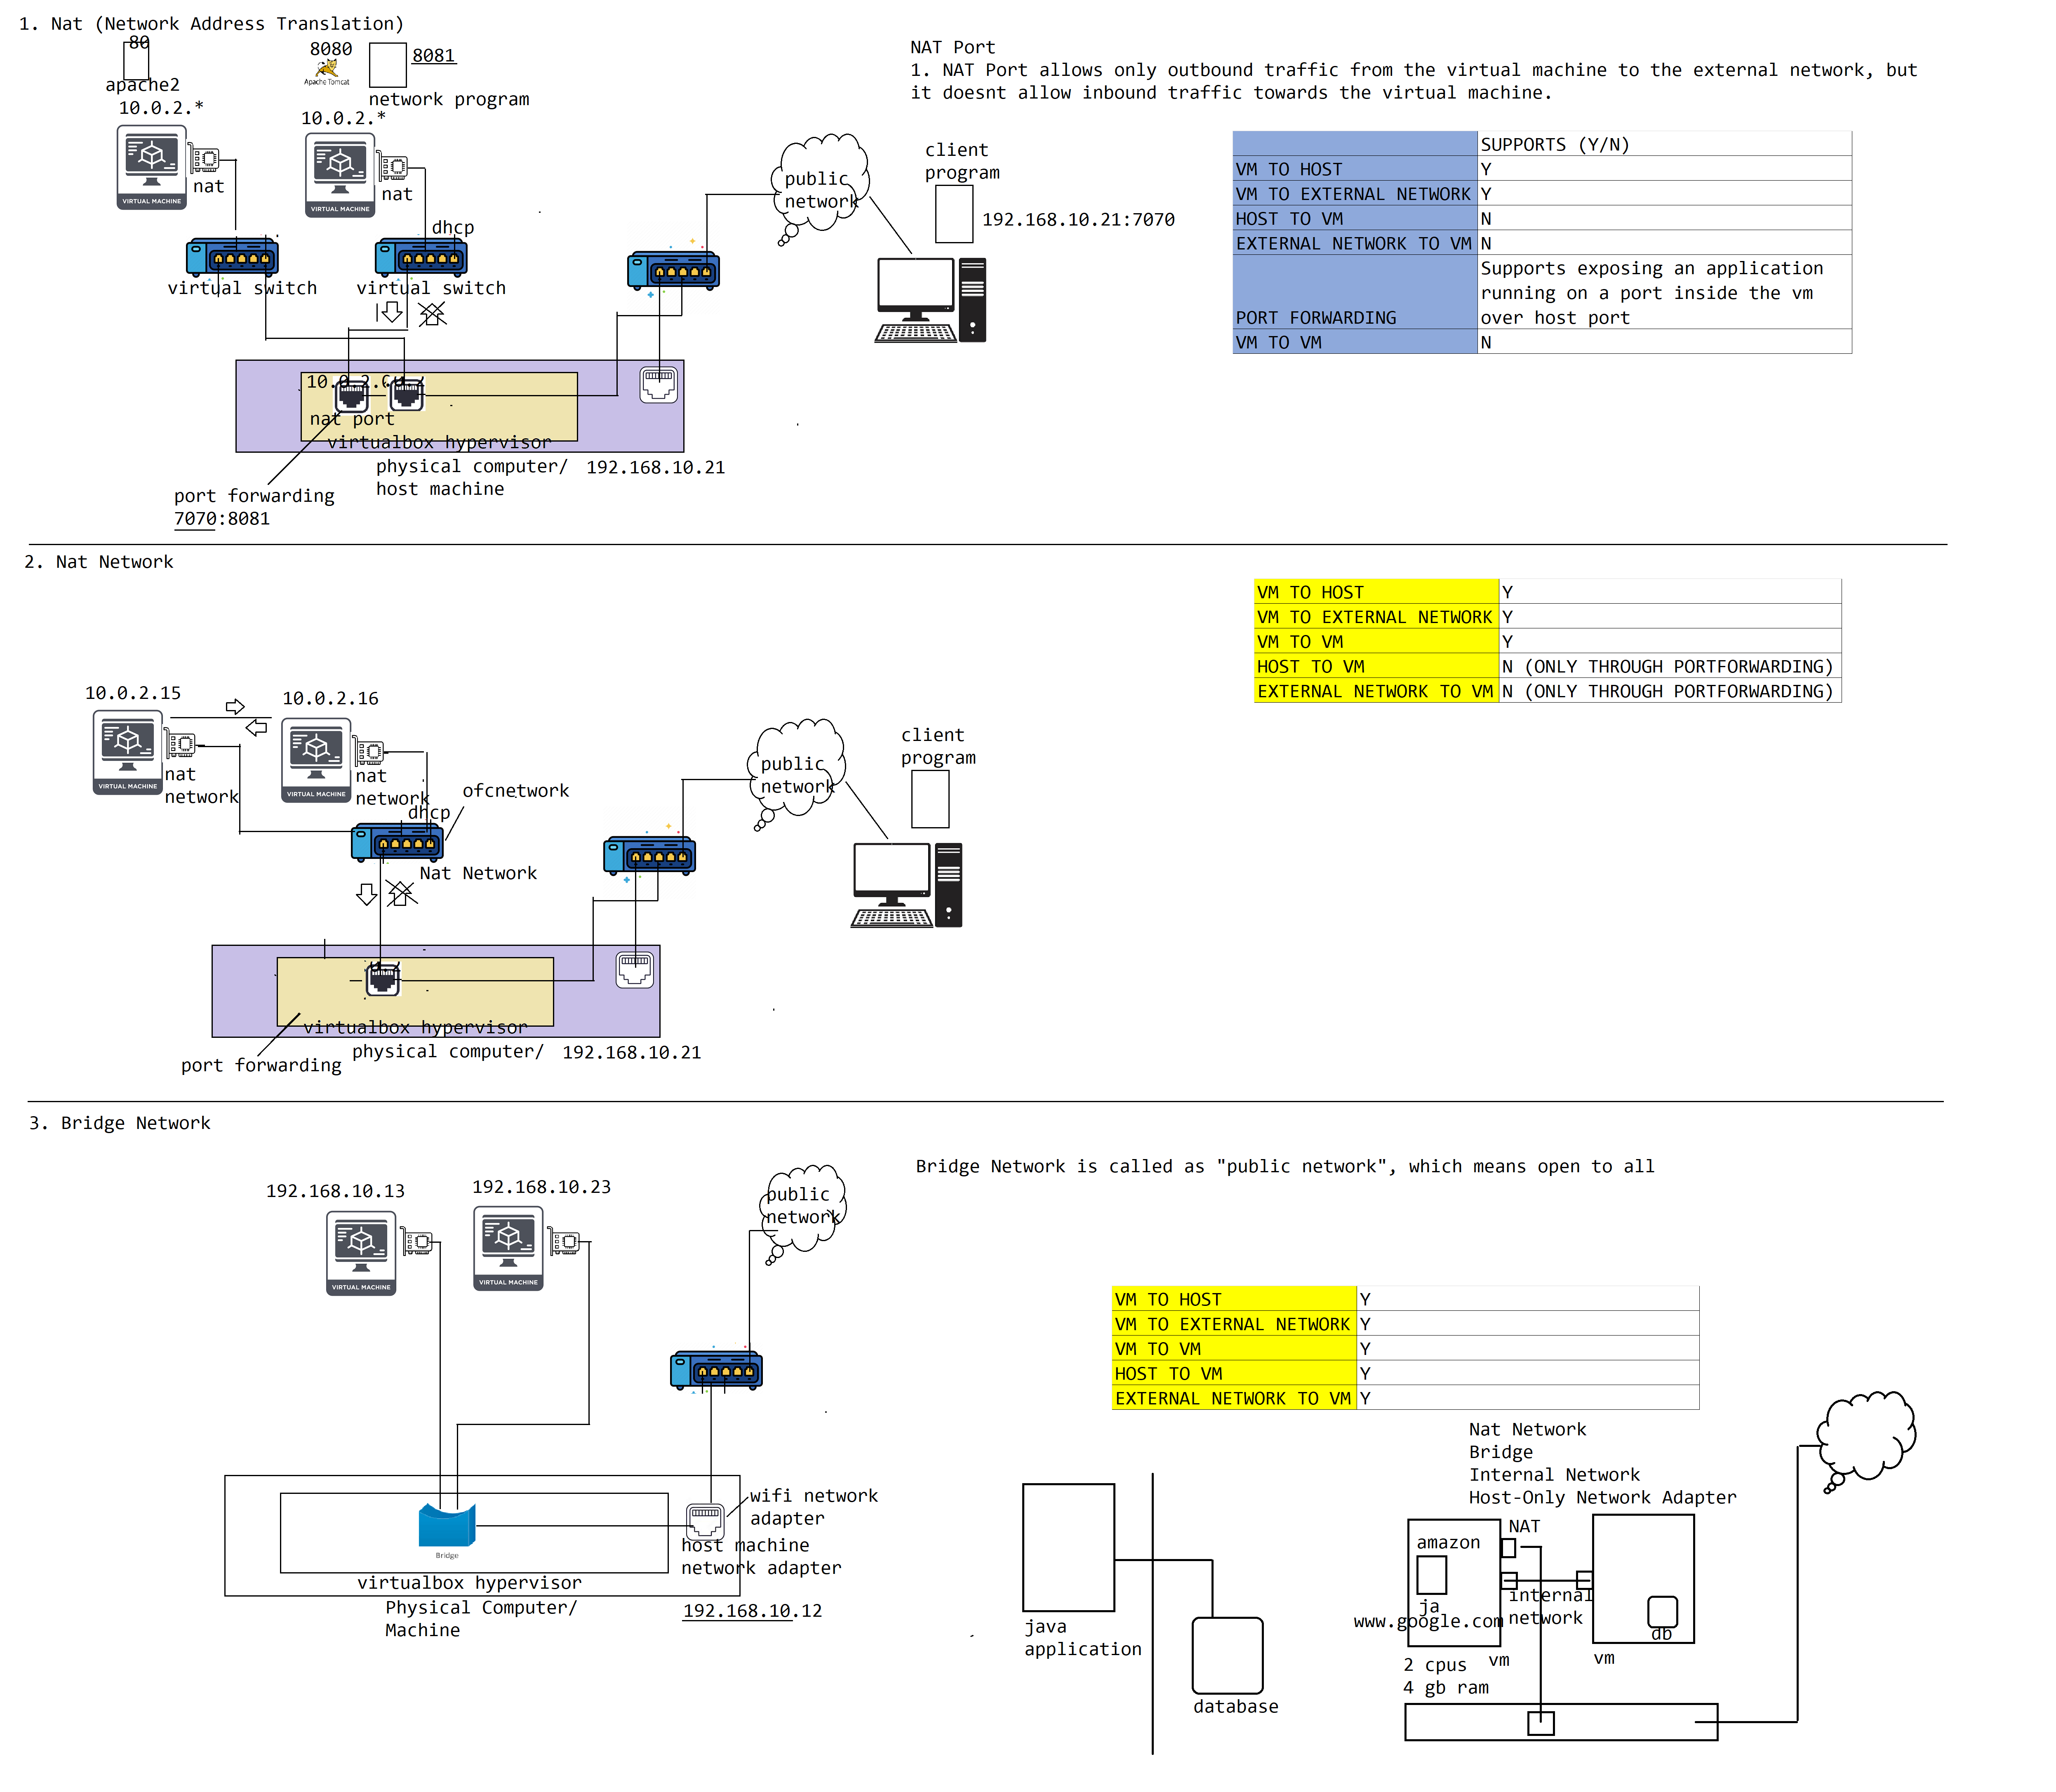 1. Nat (Network Address Translation)
80
apache2
10.0.2.*
8080
Apache Tomcat
8081
network program
10.0.2.*
VIRTUAL MACHINE
nat
VIRTUAL MACHINE
nat
dhcp
virtual switch
virtual switch
nat port
virtualbox hypervisor
physical computer/
host machine
192.168.10.21
port forwarding
7070:8081
public
network
client
program
192.168.10.21:7070
NAT Port
1. NAT Port allows only outbound traffic from the virtual machine to the external network, but
it doesnt allow inbound traffic towards the virtual machine.
SUPPORTS (Y/N)
VM TO HOST Y
VM TO EXTERNAL NETWORK Y
HOST TO VM N
EXTERNAL NETWORK TO VM N
PORT FORWARDING Supports exposing an application
running on a port inside the vm
over host port
VM TO VM N
2. Nat Network
10.0.2.15
10.0.2.16
VIRTUAL MACHINE
nat
network
VIRTUAL MACHINE
nat
network
dhcp
ofcnetwork
Nat Network
virtualbox hypervisor
physical computer/
192.168.10.21
port forwarding
public
network
client
program
VM TO HOST Y
VM TO EXTERNAL NETWORK Y
VM TO VM Y
HOST TO VM N (ONLY THROUGH PORTFORWARDING)
EXTERNAL NETWORK TO VM N (ONLY THROUGH PORTFORWARDING)
3. Bridge Network
192.168.10.13
192.168.10.23
VIRTUAL MACHINE
VIRTUAL MACHINE
public
network
Bridge
virtualbox hypervisor
Physical Computer/
Machine
wifi network
adapter
host machine
network adapter
192.168.10.12
Bridge Network is called as "public network", which means open to all
VM TO HOST Y
VM TO EXTERNAL NETWORK Y
VM TO VM Y
HOST TO VM Y
EXTERNAL NETWORK TO VM Y
java
application
database
Nat Network
Bridge
Internal Network
Host-Only Network Adapter
NAT
amazon
ja
www.google.com
internal
network
db
vm
vm
2 cpus
4 gb ram